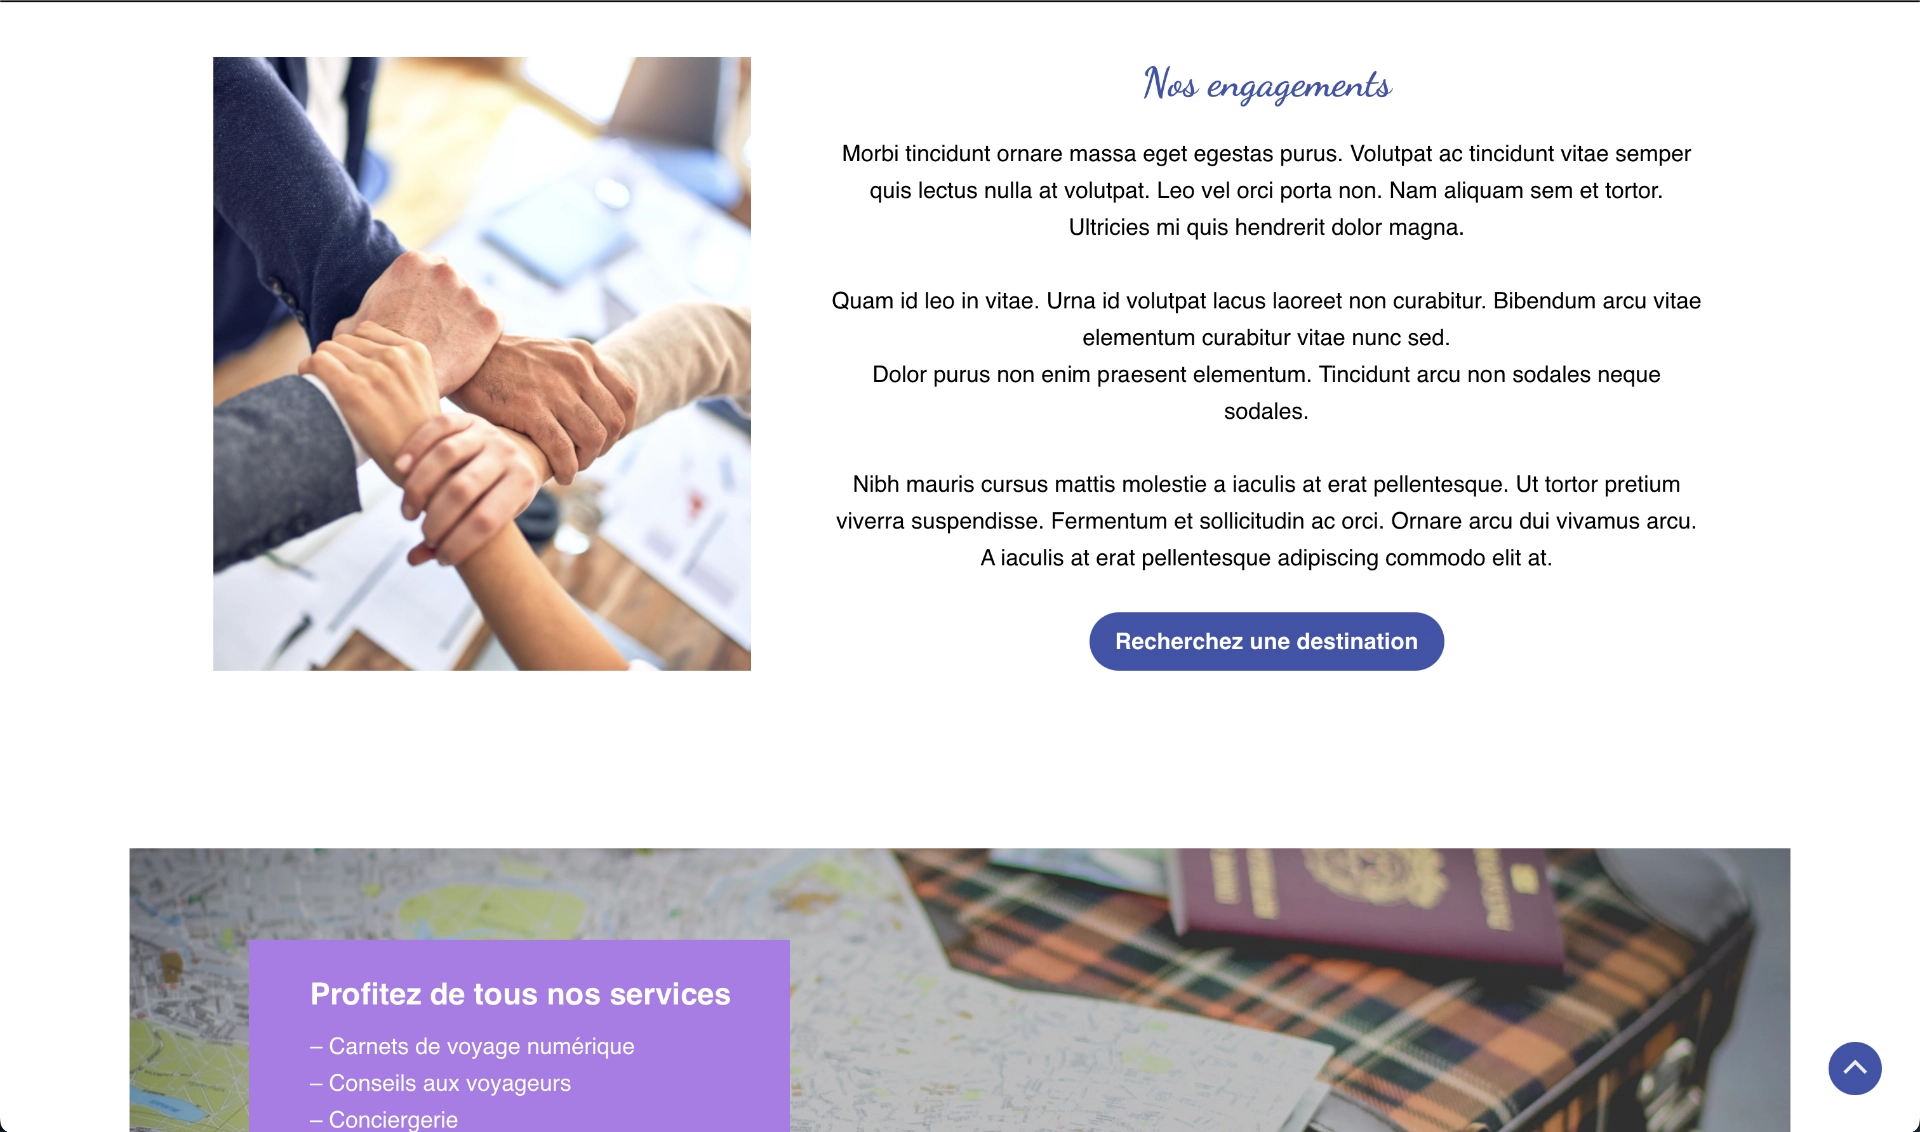 Nos engagements
Morbi tincidunt ornare massa eget egestas purus. Volutpat ac tincidunt vitae semper
quis lectus nulla at volutpat. Leo vel orci porta non. Nam aliquam sem et tortor.
Ultricies mi quis hendrerit dolor magna.
Quam id leo in vitae. Urna id volutpat lacus laoreet non curabitur. Bibendum arcu vitae
elementum curabitur vitae nunc sed.
Dolor purus non enim praesent elementum. Tincidunt arcu non sodales neque
sodales.
Nibh mauris cursus mattis molestie a iaculis at erat pellentesque. Ut tortor pretium
viverra suspendisse. Fermentum et sollicitudin ac orci. Ornare arcu dui vivamus arcu.
A iaculis at erat pellentesque adipiscing commodo elit at.
Recherchez une destination
Profitez de tous nos services
– Carnets de voyage numérique
– Conseils aux voyageurs
– Conciergerie